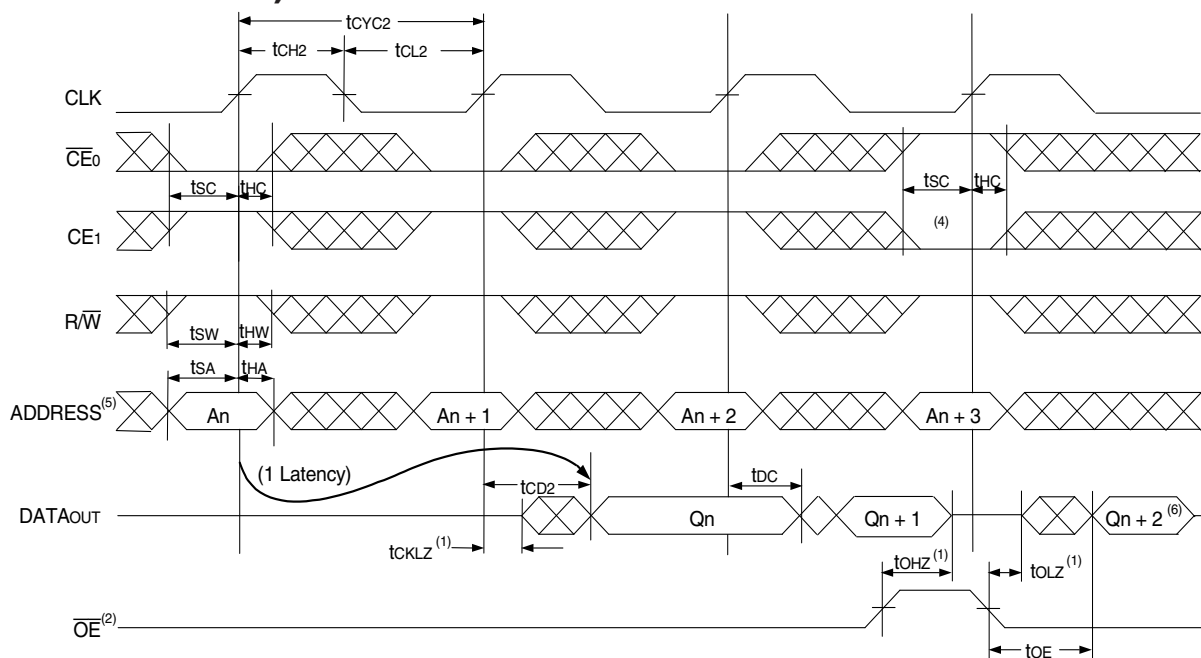 tCYC2
tCH2
tCL2
CLK
CE0
tSC
tHC
tSC
tHC
CE1
(4)
R/W
tSW
tHW
tSA
tHA
ADDRESS(5)
An
An + 1
An + 2
An + 3
(1 Latency)
tCD2
tDC
DATAOUT
Qn
Qn + 1
Qn + 2 (6)
tCKLZ (1)
tOHZ (1)
tOLZ (1)
OE(2)
tOE